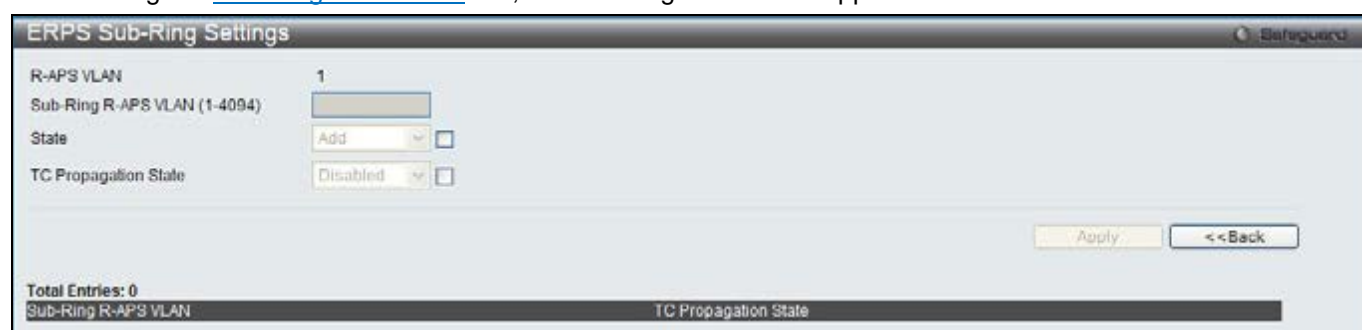 ERPS Sub-Ring Settings
Safeguard
R-APS VLAN 1
Sub-Ring R-APS VLAN (1-4094)
State Add
TC Propagation State Disabled
Apply <<Back
Total Entries: 0
Sub-Ring R-APS VLAN TC Propagation State